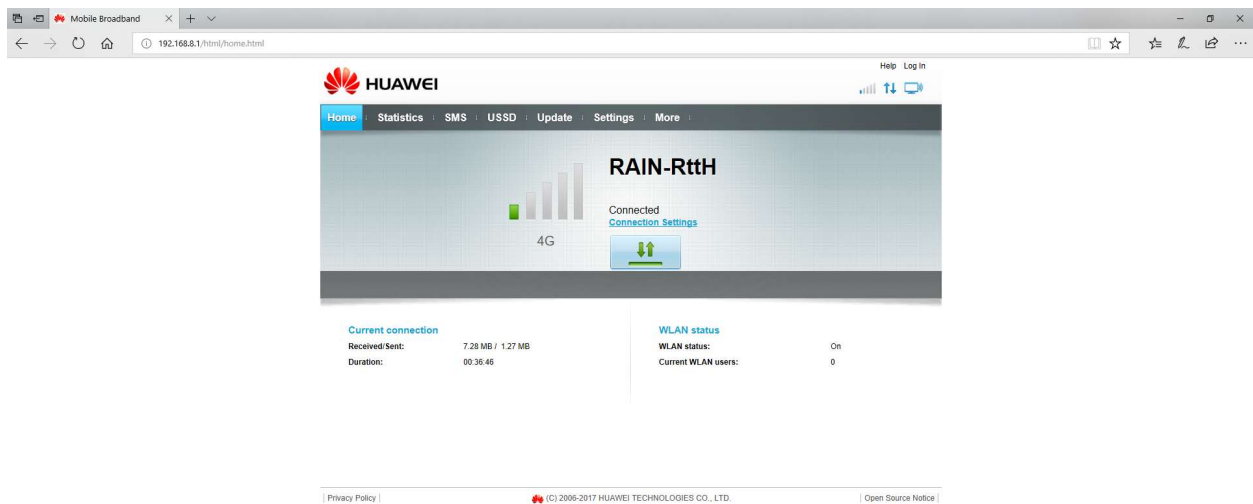 Mobile Broadband
192.168.8.1/html/home.html
Help Log In
HUAWEI
Home Statistics SMS USSD Update Settings More
RAIN-RttH
Connected
Connection Settings
4G
Current connection
Received/Sent: 7.28 MB / 1.27 MB
Duration: 00:36:46
WLAN status
WLAN status: On
Current WLAN users: 0
Privacy Policy (C) 2006-2017 HUAWEI TECHNOLOGIES CO., LTD. Open Source Notice